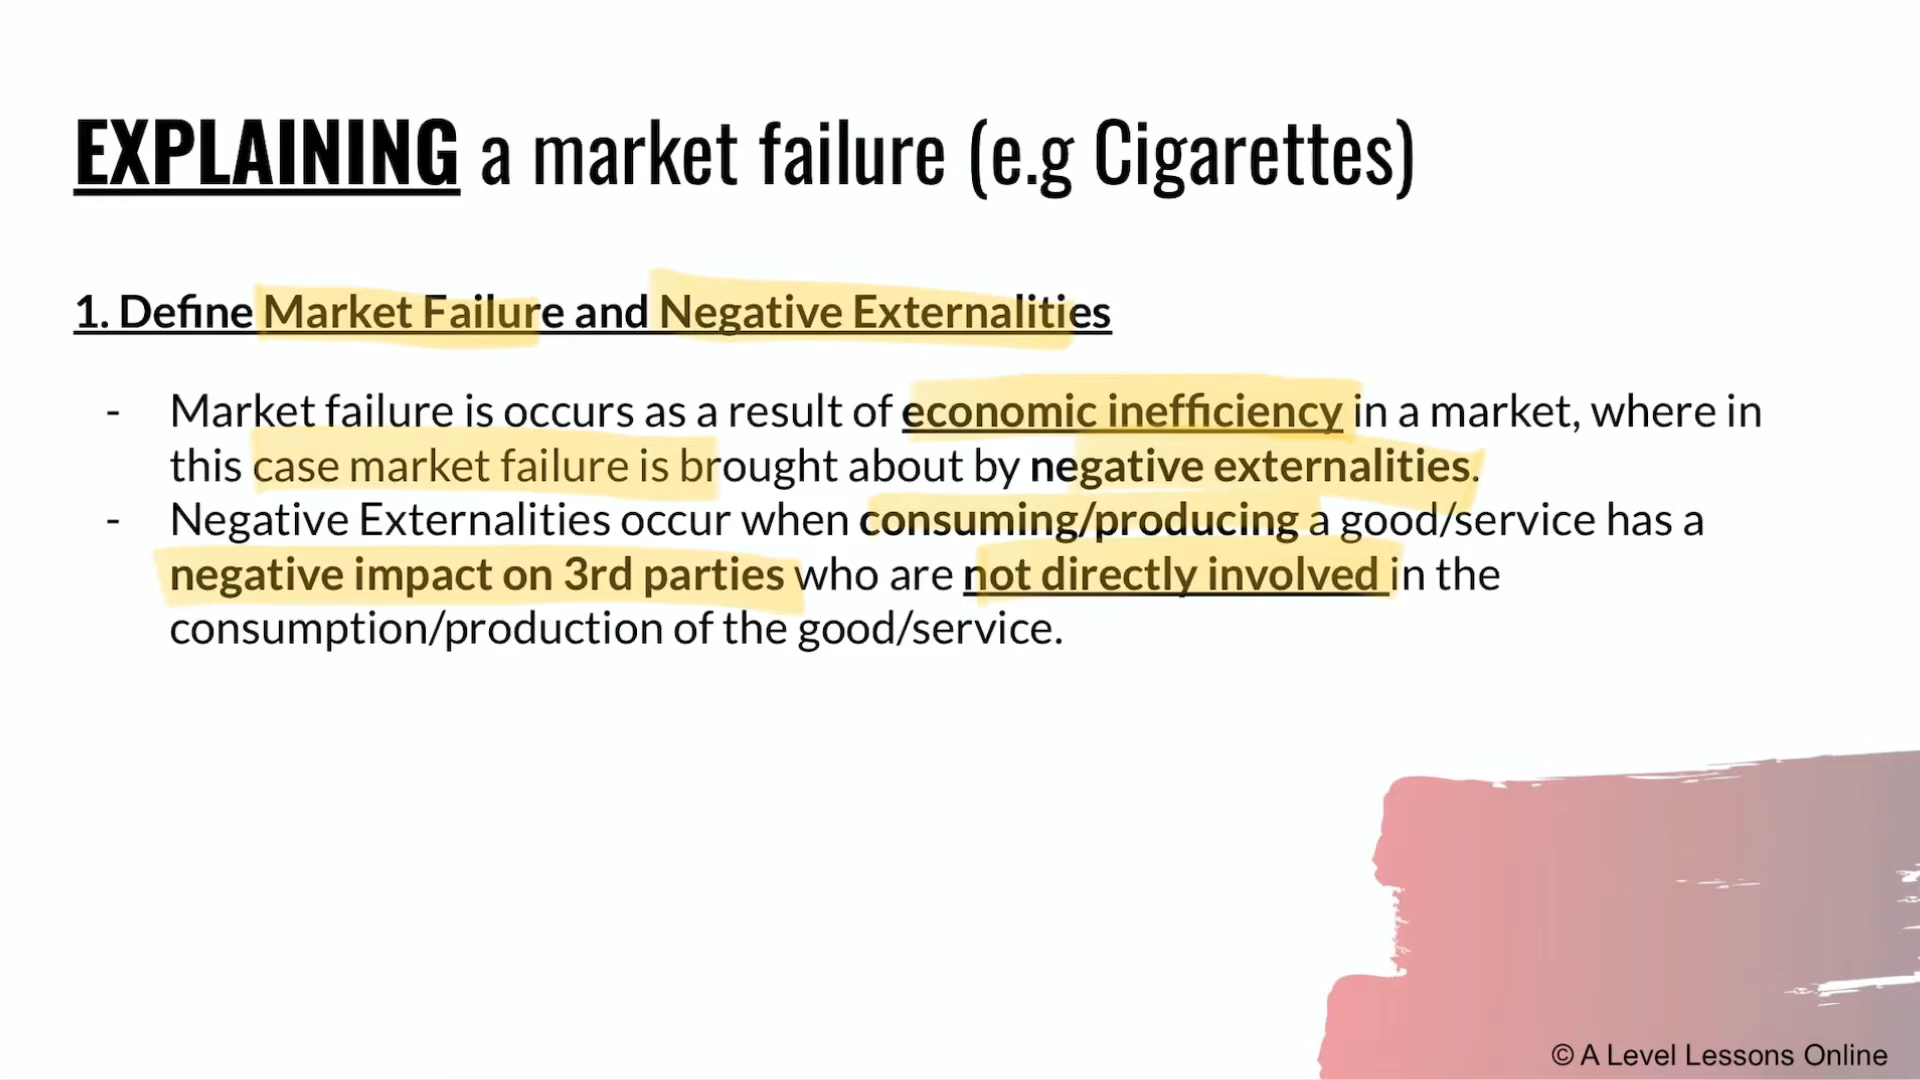 EXPLAINING a market failure (e.g Cigarettes)
1. Define Market Failure and Negative Externalities
- Market failure is occurs as a result of economic inefficiency in a market, where in
this case market failure is brought about by negative externalities.
- Negative Externalities occur when consuming/producing a good/service has a
negative impact on 3rd parties who are not directly involved in the
consumption/production of the good/service.
© A Level Lessons Online